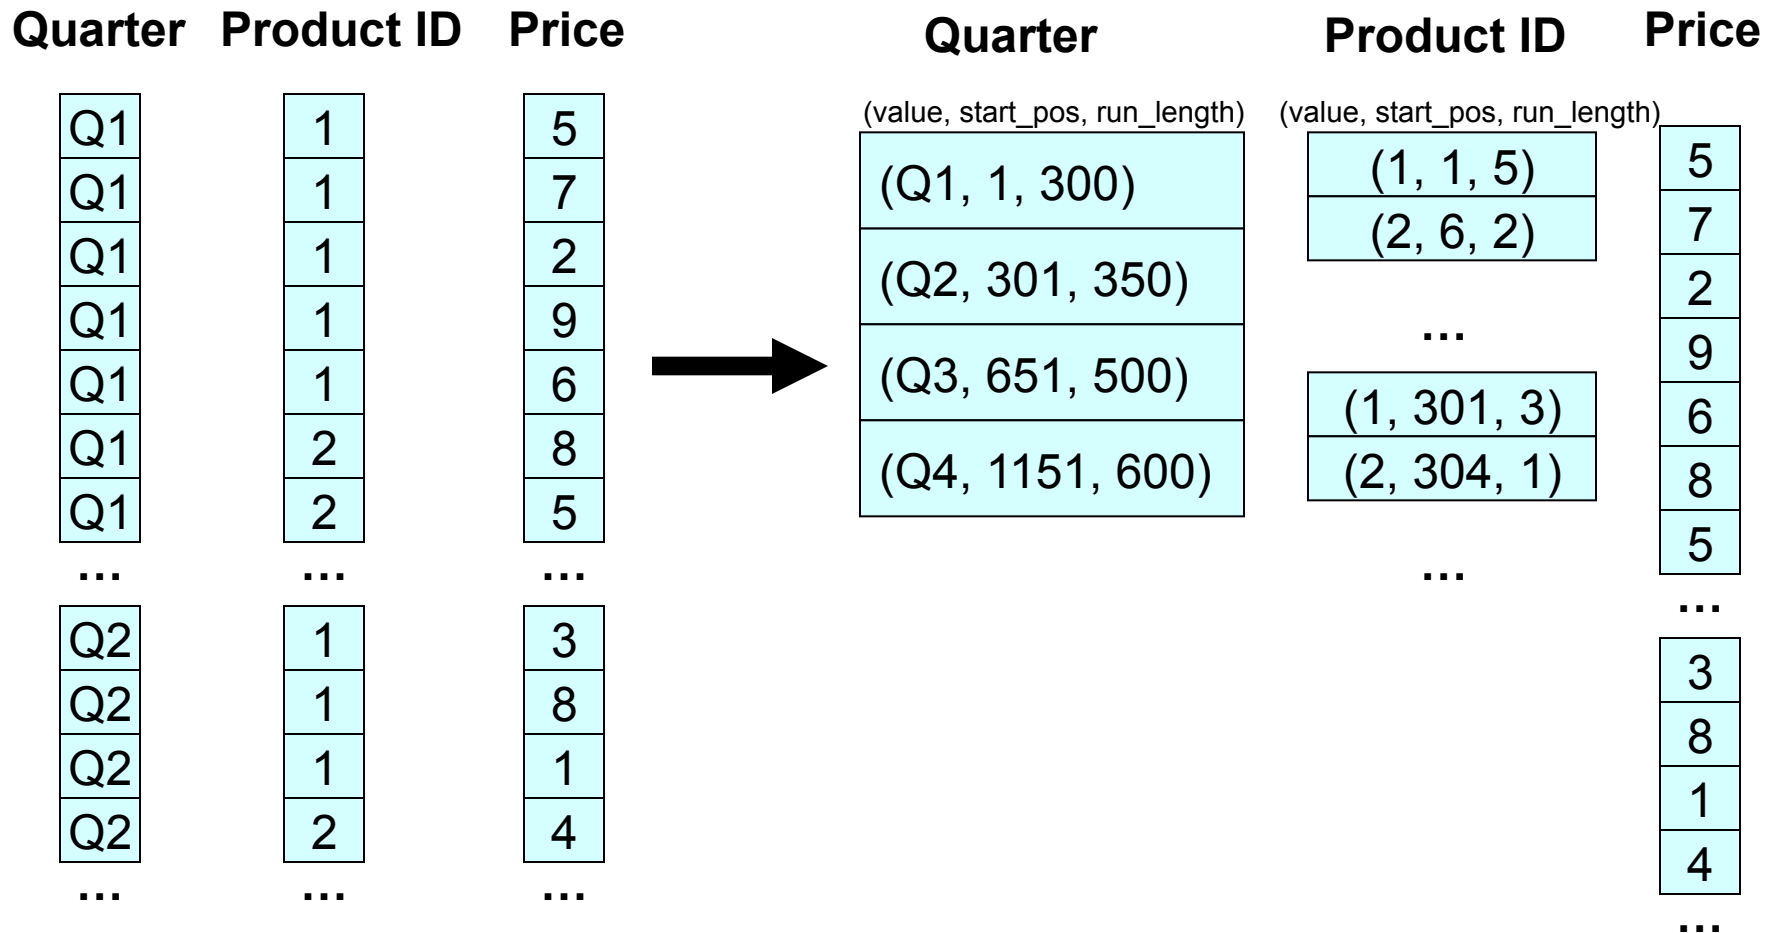 Quarter Product ID Price
Q1 1 5
Q1 1 7
Q1 1 2
Q1 1 9
Q1 1 6
Q1 2 8
Q1 2 5
... ... ...
Q2 1 3
Q2 1 8
Q2 1 1
Q2 2 4
... ... ...
Quarter
(value, start_pos, run_length)
(Q1, 1, 300)
(Q2, 301, 350)
(Q3, 651, 500)
(Q4, 1151, 600)
Product ID
(value, start_pos, run_length)
(1, 1, 5)
(2, 6, 2)
...
(1, 301, 3)
(2, 304, 1)
...
Price
5
7
2
9
6
8
5
...
3
8
1
4
...